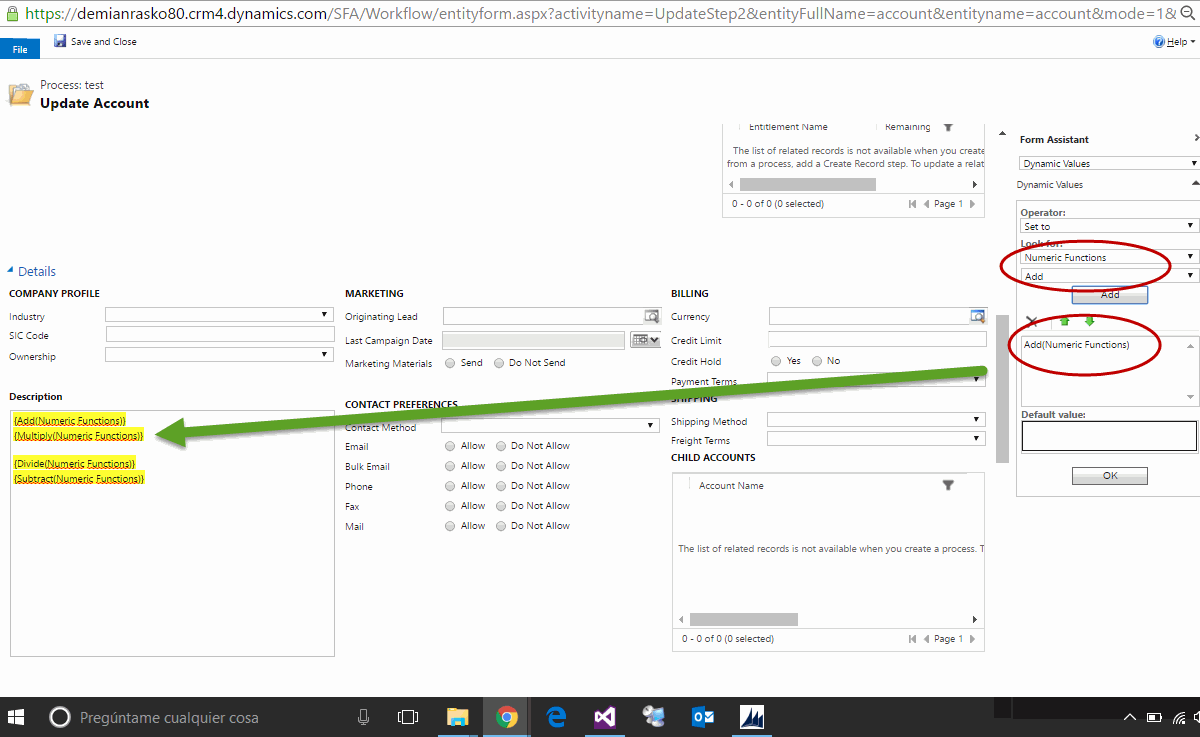 https://demianrasko80.crm4.dynamics.com/SFA/Workflow/entityform.aspx?activityname=UpdateStep2&entityFullName=account&entityname=account&mode=1&
File
Save and Close
Help
Process: test
Update Account
Entitlement Name
Remaining
The list of related records is not available when you create
from a process, add a Create Record step. To update a relat
0 - 0 of 0 (0 selected)
Page 1
Details
COMPANY PROFILE
Industry
SIC Code
Ownership
Description
{Add(Numeric Functions)}
{Multiply(Numeric Functions)}
{Divide(Numeric Functions)}
{Subtract(Numeric Functions)}
MARKETING
Originating Lead
Last Campaign Date
Marketing Materials
Send
Do Not Send
CONTACT PREFERENCES
Contact Method
Email
Allow
Do Not Allow
Bulk Email
Allow
Do Not Allow
Phone
Allow
Do Not Allow
Fax
Allow
Do Not Allow
Mail
Allow
Do Not Allow
BILLING
Currency
Credit Limit
Credit Hold
Yes
No
Payment Terms
SHIPPING
Shipping Method
Freight Terms
CHILD ACCOUNTS
Account Name
The list of related records is not available when you create a process. T
0 - 0 of 0 (0 selected)
Page 1
Form Assistant
Dynamic Values
Dynamic Values
Operator:
Set to
Look for:
Numeric Functions
Add
Add
Add(Numeric Functions)
Default value:
OK
Pregúntame cualquier cosa